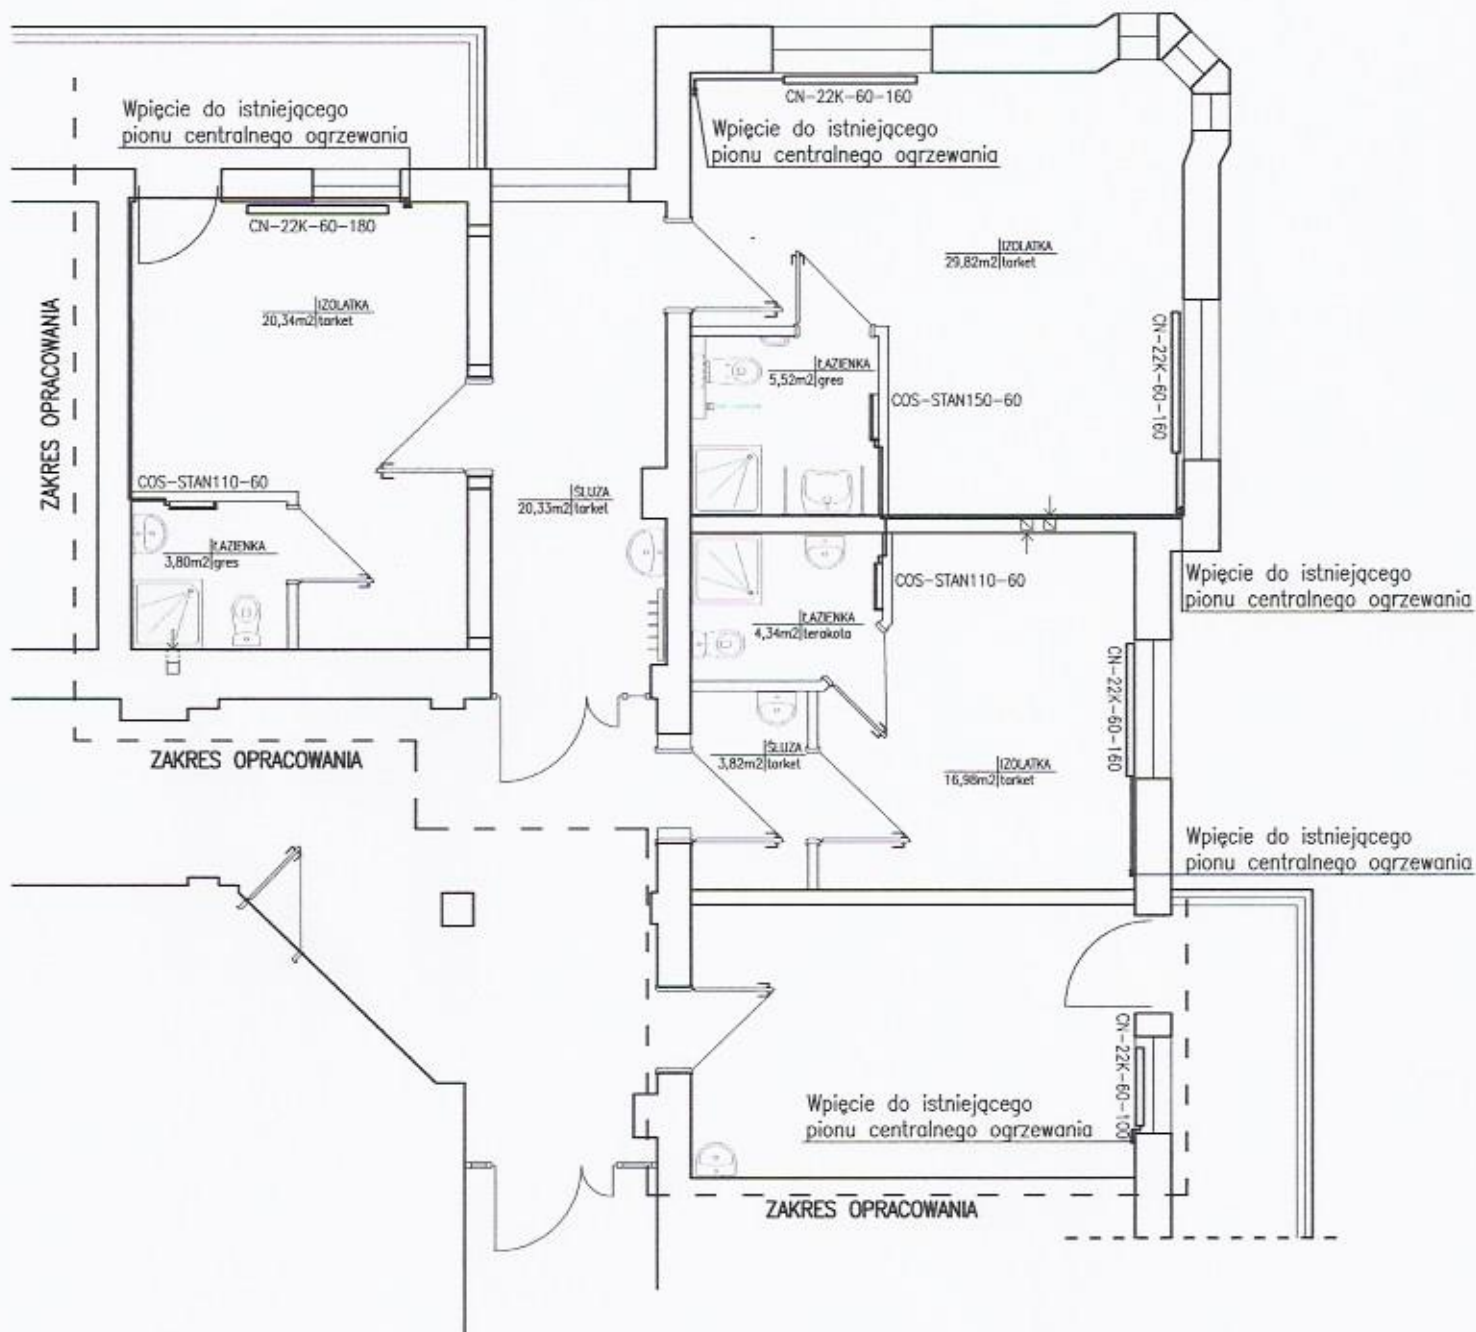 Wpięcie do istniejącego
pionu centralnego ogrzewania
CN-22K-60-160
Wpięcie do istniejącego
pionu centralnego ogrzewania
CN-22K-60-180
IZOLATKA
29,82m2 tarket
IZOLATKA
20,34m2 tarket
ZAKRES OPRACOWANIA
CN-22K-60-160
ŁAZIENKA
5,52m2 gres
COS-STAN150-60
COS-STAN110-60
ŚLUZA
20,33m2 tarket
ŁAZIENKA
3,80m2 gres
COS-STAN110-60
Wpięcie do istniejącego
pionu centralnego ogrzewania
ŁAZIENKA
4,34m2 terakota
CN-22K-60-160
ZAKRES OPRACOWANIA
ŚLUZA
3,82m2 tarket
IZOLATKA
16,98m2 tarket
Wpięcie do istniejącego
pionu centralnego ogrzewania
CN-22K-60-100
Wpięcie do istniejącego
pionu centralnego ogrzewania
ZAKRES OPRACOWANIA